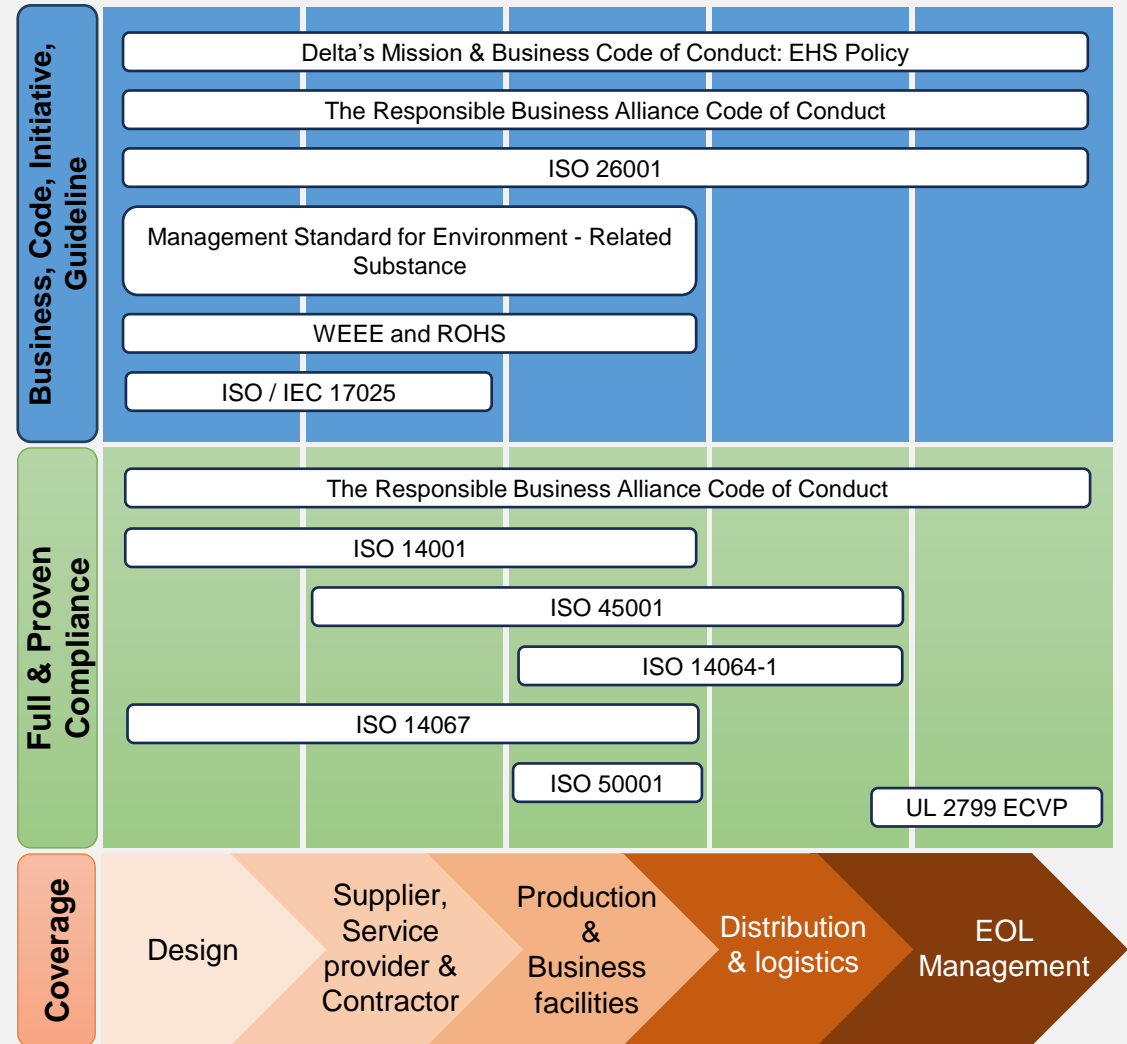 Business, Code, Initiative,
Guideline
Delta’s Mission & Business Code of Conduct: EHS Policy
The Responsible Business Alliance Code of Conduct
ISO 26001
Management Standard for Environment - Related
Substance
WEEE and ROHS
ISO / IEC 17025
Full & Proven
Compliance
The Responsible Business Alliance Code of Conduct
ISO 14001
ISO 45001
ISO 14064-1
ISO 14067
ISO 50001
UL 2799 ECVP
Coverage
Design
Supplier,
Service
provider &
Contractor
Production
&
Business
facilities
Distribution
& logistics
EOL
Management